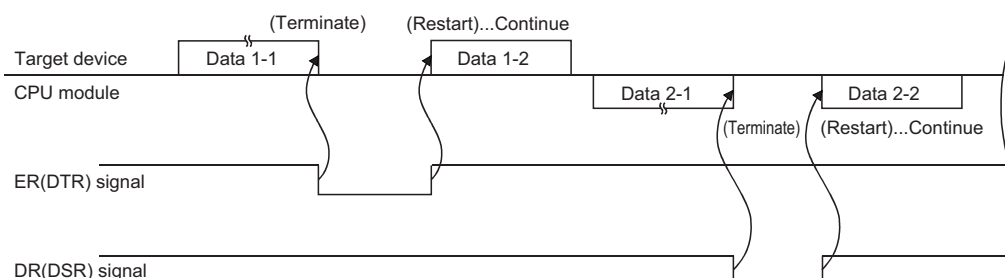 (Terminate) (Restart)...Continue
Target device Data 1-1 Data 1-2
CPU module Data 2-1 Data 2-2
(Terminate) (Restart)...Continue
ER(DTR) signal
DR(DSR) signal